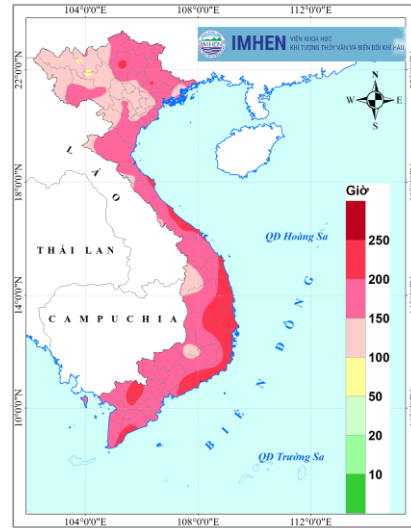 104°0'0"E 108°0'0"E 112°0'0"E
IMHEN
VIỆN KHOA HỌC
KHÍ TƯỢNG THỦY VĂN VÀ BIẾN ĐỔI KHÍ HẬU
22°0'0"N
N
W E
S
LÀO
18°0'0"N
Giờ
250
200
150
100
50
20
10
QĐ Hoàng Sa
THÁI LAN
14°0'0"N
CAMPUCHIA
BIỂN ĐÔNG
10°0'0"N
QĐ Trường Sa
104°0'0"E 108°0'0"E 112°0'0"E